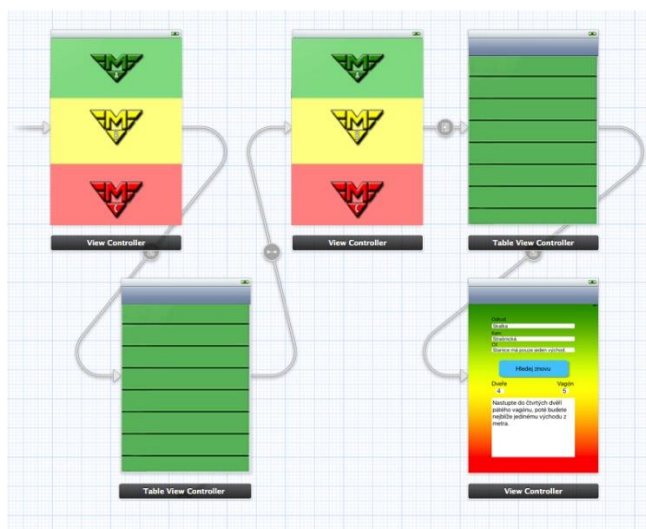 View Controller
View Controller
Table View Controller
Table View Controller
Odkud
Skalka
Kam
Strašnická
Cíl
Stanice má pouze jeden východ
Hledej znovu
Dveře
Vagón
4
5
Nastupte do čtvrtých dveří
pátého vagónu, poté budete
nejblíže jedinému východu z
metra.
View Controller